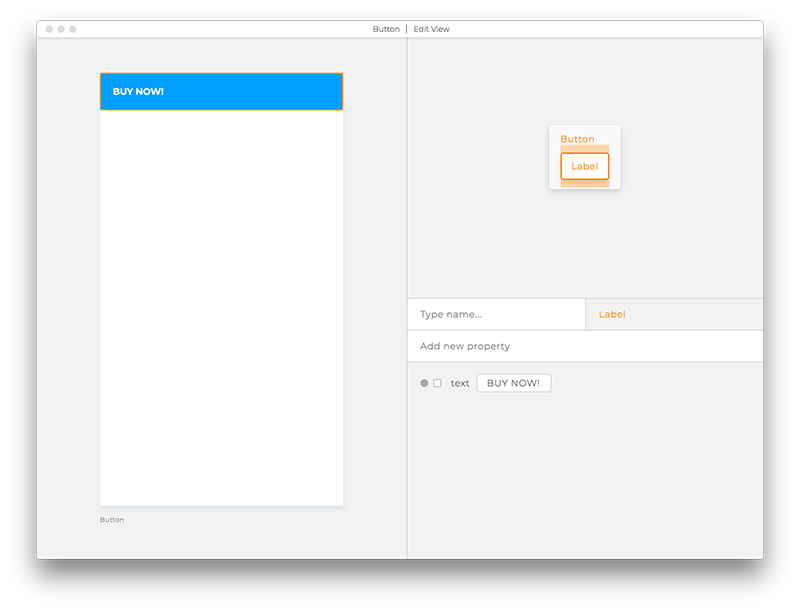 Button | Edit View
BUY NOW!
Button
Button
Label
Type name...
Label
Add new property
text
BUY NOW!